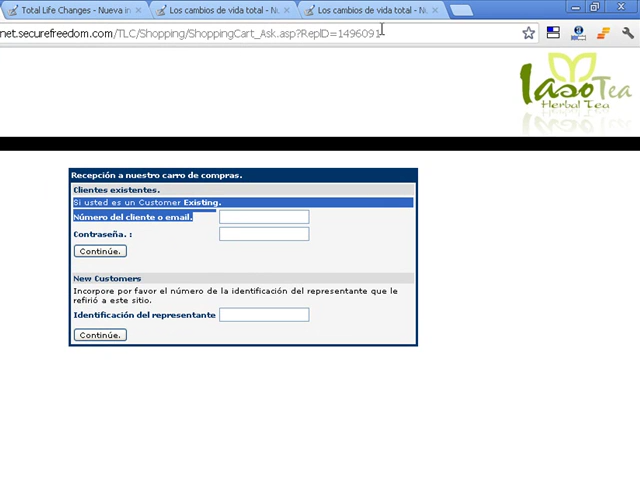 Total Life Changes - Nueva in
Los cambios de vida total - Nu
Los cambios de vida total - Nu
net.securefreedom.com/TLC/Shopping/ShoppingCart_Ask.asp?RepID=1496091
Iaso Tea
Herbal Tea
Recepción a nuestro carro de compras.
Clientes existentes.
Si usted es un Customer Existing.
Número del cliente o email.
Contraseña. :
Continúe.
New Customers
Incorpore por favor el número de la identificación del representante que le
refirió a este sitio.
Identificación del representante
Continúe.